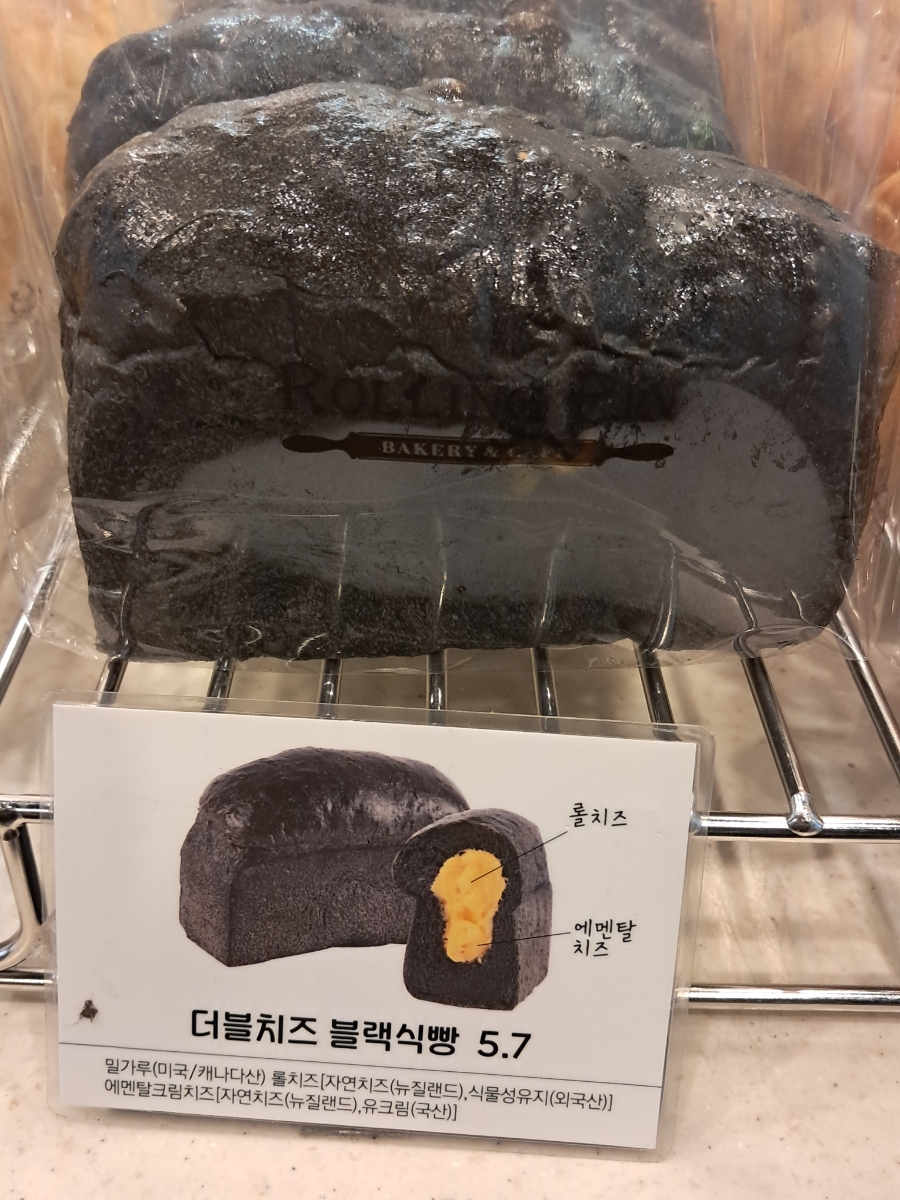 ROLLING PIN
BAKERY & CAFE
롤치즈
에멘탈
치즈
더블치즈 블랙식빵 5.7
밀가루(미국/캐나다산) 롤치즈[자연치즈(뉴질랜드),식물성유지(외국산)]
에멘탈크림치즈[자연치즈(뉴질랜드),유크림(국산)]